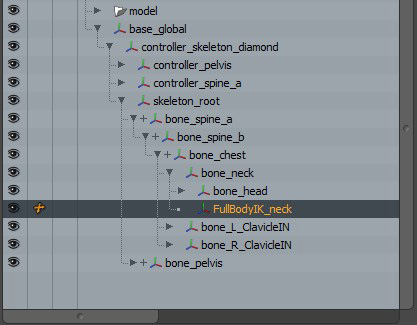 model
base_global
controller_skeleton_diamond
controller_pelvis
controller_spine_a
skeleton_root
bone_spine_a
bone_spine_b
bone_chest
bone_neck
bone_head
FullBodyIK_neck
bone_L_ClavicleIN
bone_R_ClavicleIN
bone_pelvis